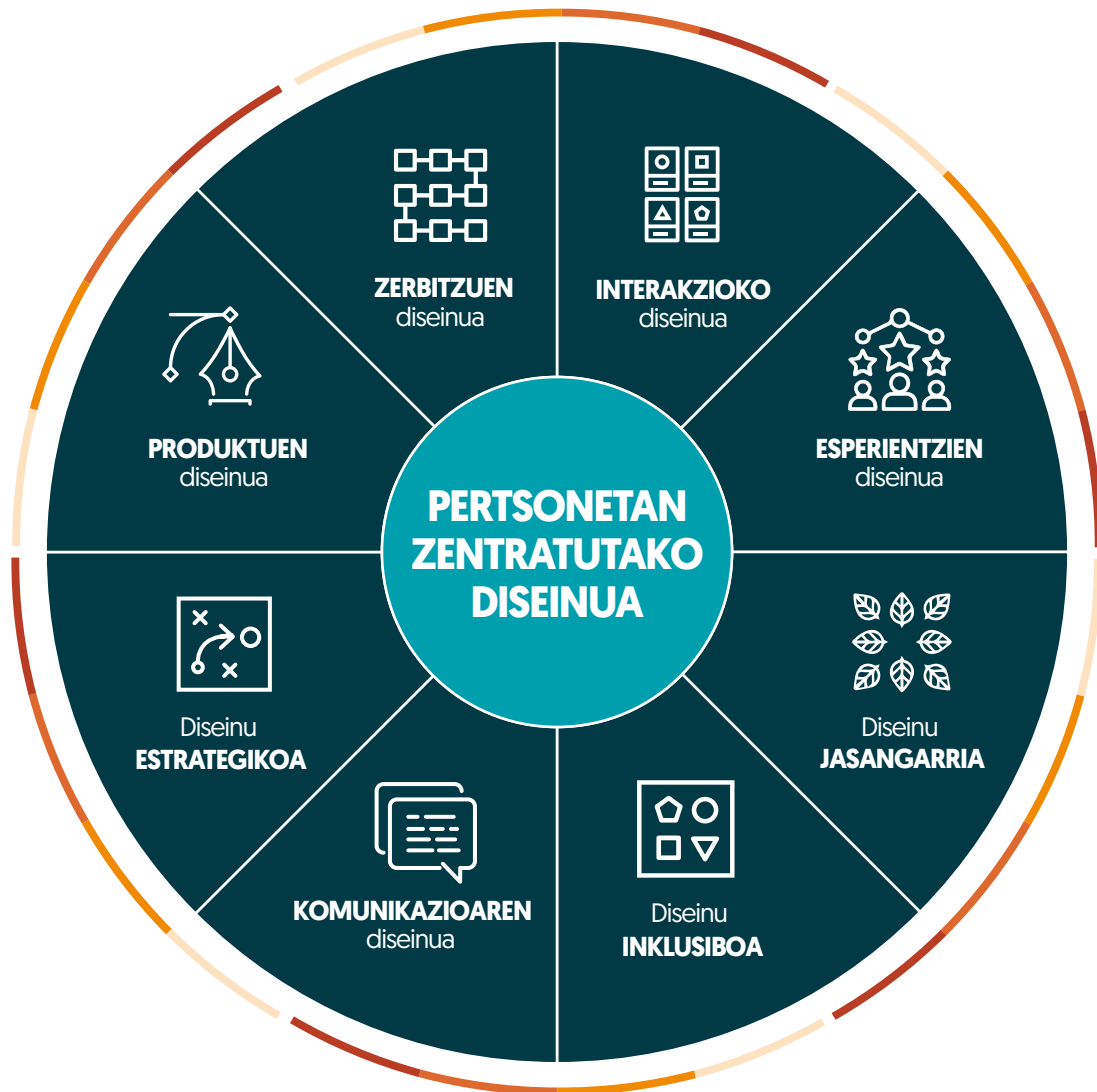 ZERBITZUEN
diseinua
INTERAKZIOKO
diseinua
ESPERIENTZIEN
diseinua
Diseinu
JASANGARRIA
Diseinu
INKLUSIBOA
KOMUNIKAZIOAREN
diseinua
Diseinu
ESTRATEGIKOA
PRODUKTUEN
diseinua
PERTSONETAN
ZENTRATUTAKO
DISEINUA